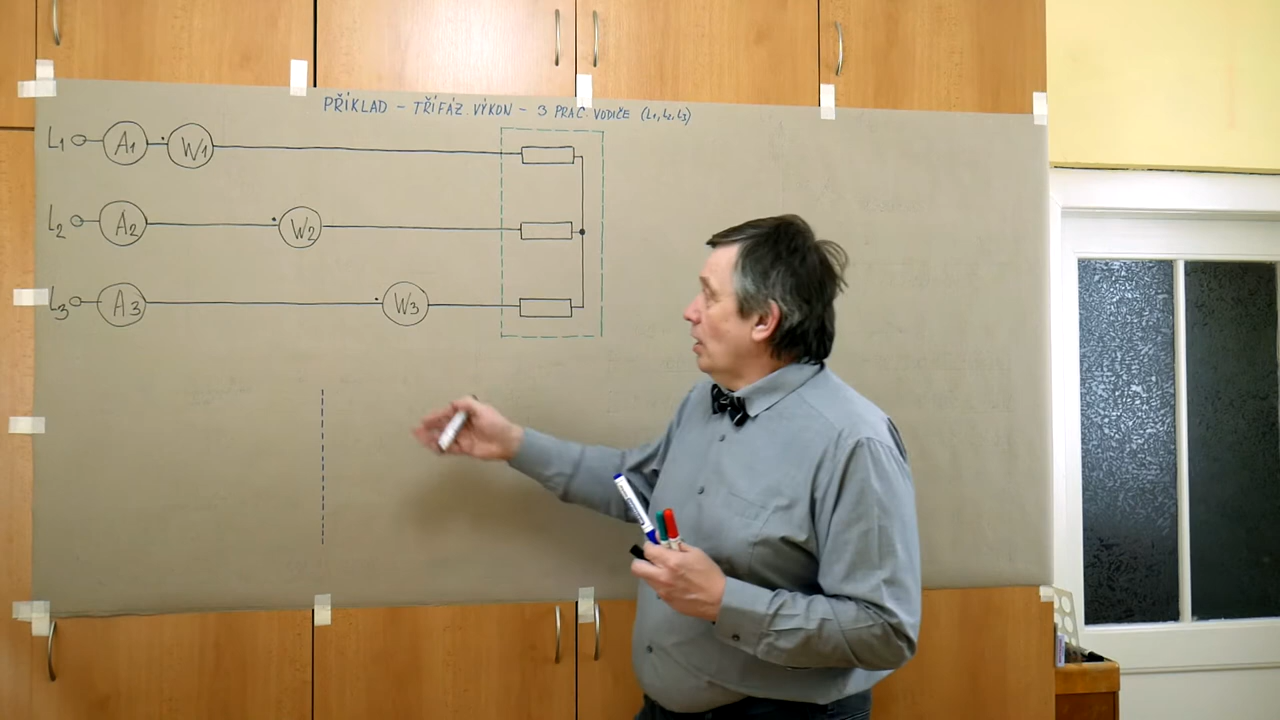 PŘÍKLAD - TŘÍFÁZ. VÝKON - 3 PRAC. VODIČE (L1, L2, L3)
L1 A1 W1
L2 A2 W2
L3 A3 W3